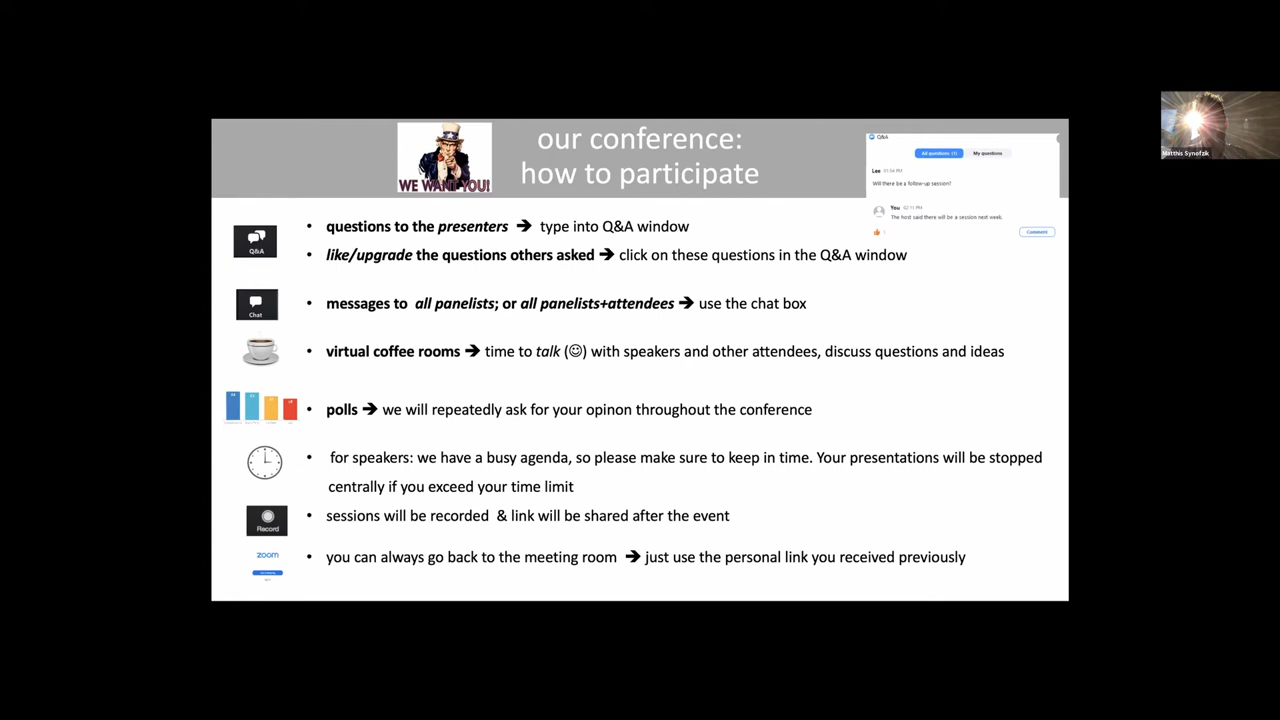 our conference:
how to participate
WE WANT YOU!
Q&A
All questions (1) My questions
Lee 01:54 PM
Will there be a follow-up session?
You 02:11 PM
The host said there will be a session next week.
1
Comment
Q&A
• questions to the presenters ➔ type into Q&A window
• like/upgrade the questions others asked ➔ click on these questions in the Q&A window
Chat
• messages to all panelists; or all panelists+attendees ➔ use the chat box
• virtual coffee rooms ➔ time to talk (☺) with speakers and other attendees, discuss questions and ideas
• polls ➔ we will repeatedly ask for your opinon throughout the conference
• for speakers: we have a busy agenda, so please make sure to keep in time. Your presentations will be stopped
centrally if you exceed your time limit
Record
• sessions will be recorded & link will be shared after the event
zoom
• you can always go back to the meeting room ➔ just use the personal link you received previously
Matthis Synofzik